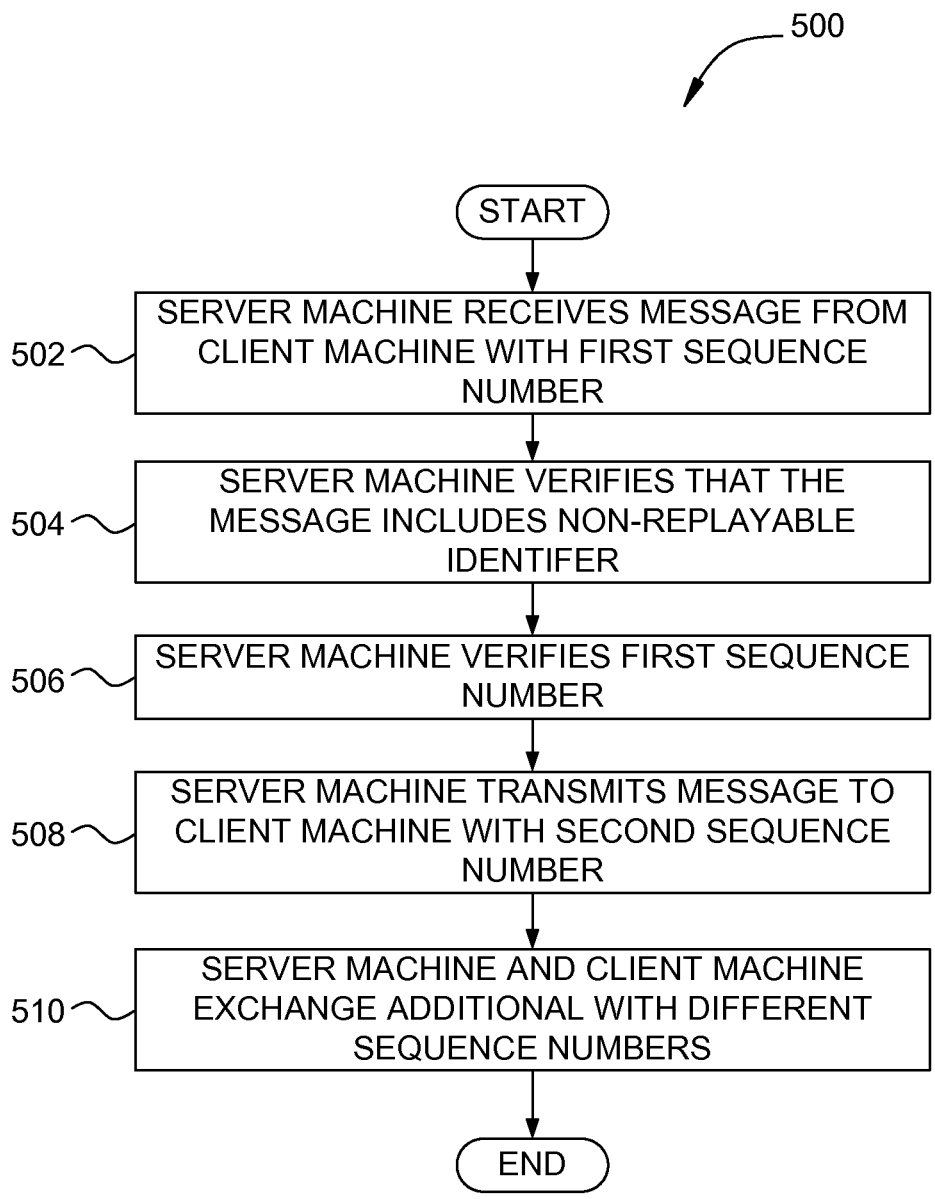 500
START
SERVER MACHINE RECEIVES MESSAGE FROM
CLIENT MACHINE WITH FIRST SEQUENCE
NUMBER
502
SERVER MACHINE VERIFIES THAT THE
MESSAGE INCLUDES NON-REPLAYABLE
IDENTIFER
504
SERVER MACHINE VERIFIES FIRST SEQUENCE
NUMBER
506
SERVER MACHINE TRANSMITS MESSAGE TO
CLIENT MACHINE WITH SECOND SEQUENCE
NUMBER
508
SERVER MACHINE AND CLIENT MACHINE
EXCHANGE ADDITIONAL WITH DIFFERENT
SEQUENCE NUMBERS
510
END